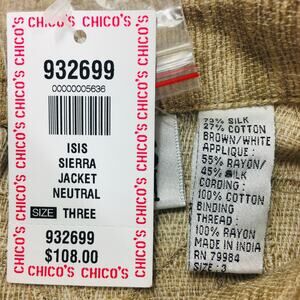 CHICO'S CHICO'S CHICO'S
932699
00000005636
ISIS
SIERRA
JACKET
NEUTRAL
SIZE THREE
932699
$108.00
CHICO'S CHICO'S CHICO'S
73% SILK
27% COTTON
BROWN/WHITE
APPLIQUE:
55% RAYON/
45% SILK
CORDING:
100% COTTON
BINDING
THREAD:
100% RAYON
MADE IN INDIA
RN 79984
SIZE: 3